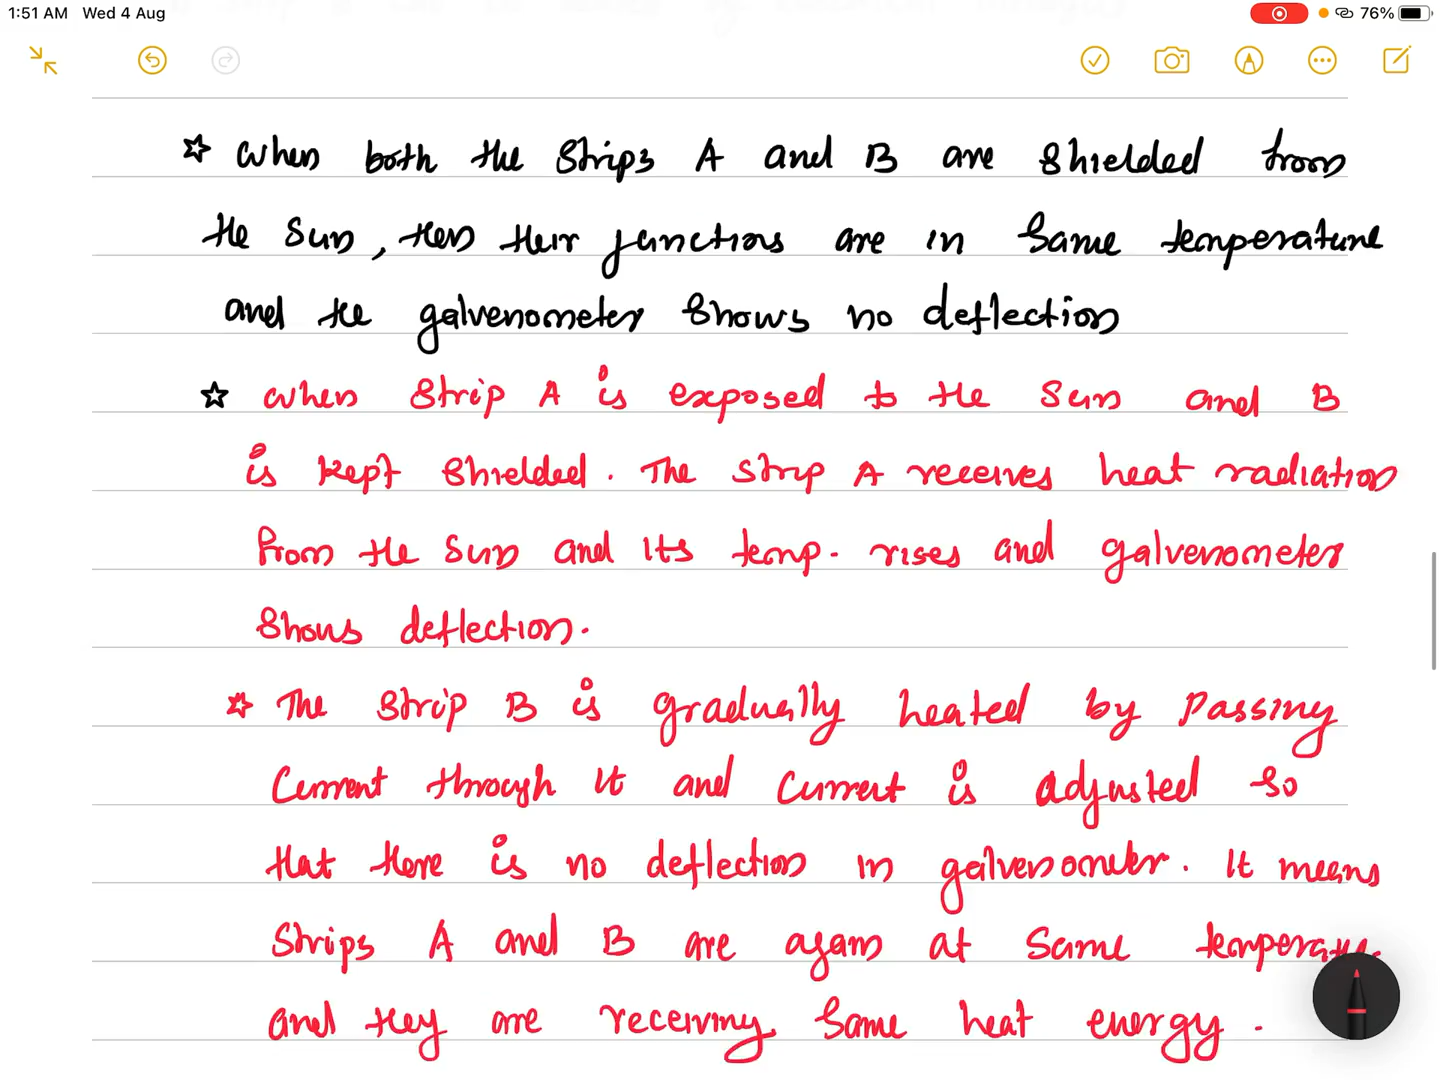 1:51 AM Wed 4 Aug
76%
☆ When both the Strips A and B are Shielded from
the Sun, then their junctions are in Same temperature
and the galvenometer Shows no deflection
☆ When Strip A is exposed to the Sun and B
is kept Shielded. The Strip A receives heat radiation
from the Sun and its temp. rises and galvenometer
Shows deflection.
☆ The Strip B is gradually heated by Passing
Current through it and Current is adjusted So
that there is no deflection in galvenometer. It means
Strips A and B are again at Same temperature
and they are receiving Same heat energy.